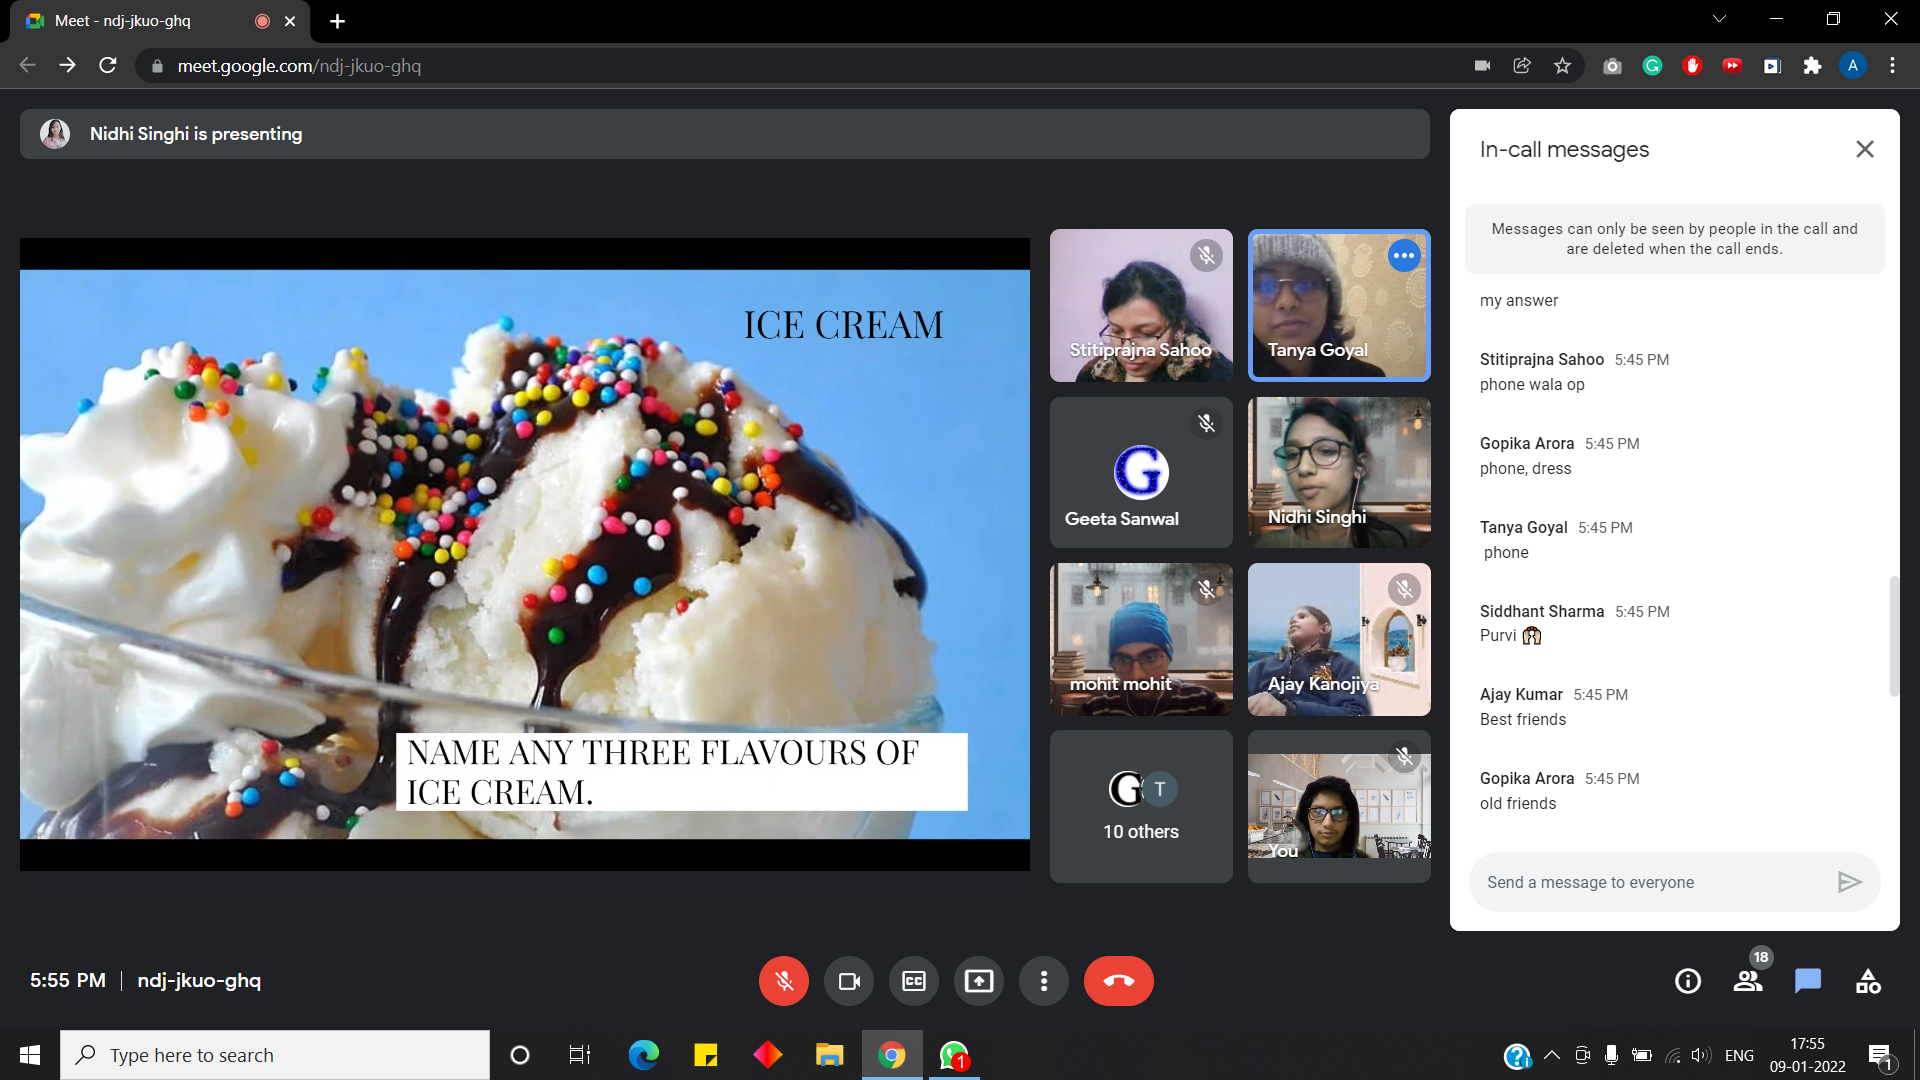 Meet - ndj-jkuo-ghq
meet.google.com/ndj-jkuo-ghq
A
Nidhi Singhi is presenting
ICE CREAM
NAME ANY THREE FLAVOURS OF
ICE CREAM.
Stitiprajna Sahoo
Tanya Goyal
G
Geeta Sanwal
Nidhi Singhi
mohit mohit
Ajay Kanojiya
G T
10 others
You
In-call messages
Messages can only be seen by people in the call and
are deleted when the call ends.
my answer
Stitiprajna Sahoo 5:45 PM
phone wala op
Gopika Arora 5:45 PM
phone, dress
Tanya Goyal 5:45 PM
phone
Siddhant Sharma 5:45 PM
Purvi 🙌
Ajay Kumar 5:45 PM
Best friends
Gopika Arora 5:45 PM
old friends
Send a message to everyone
5:55 PM | ndj-jkuo-ghq
CC
18
Type here to search
1
ENG
17:55
09-01-2022
1